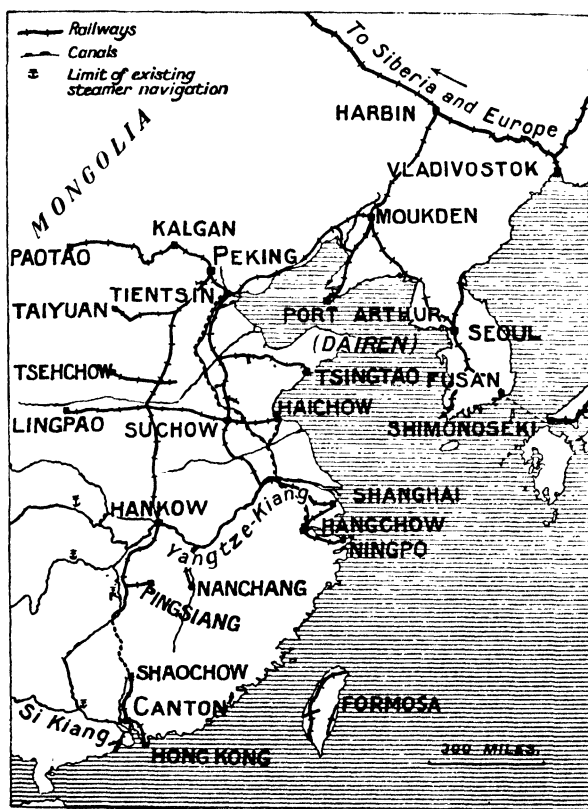 Railways
Canals
Limit of existing
steamer navigation
To Siberia and Europe
HARBIN
VLADIVOSTOK
MONGOLIA
MOUKDEN
KALGAN
PEKING
PAOTAO
TIENTSIN
TAIYUAN
PORT ARTHUR
(DAIREN)
SEOUL
TSEHCHOW
TSINGTAO
FUSAN
HAICHOW
LINGPAO
SUCHOW
SHIMONOSEKI
SHANGHAI
HANKOW
HANGCHOW
Yangtze-Kiang
NINGPO
NANCHANG
PINGSIANG
SHAOCHOW
CANTON
FORMOSA
Si Kiang
HONG KONG
300 MILES.